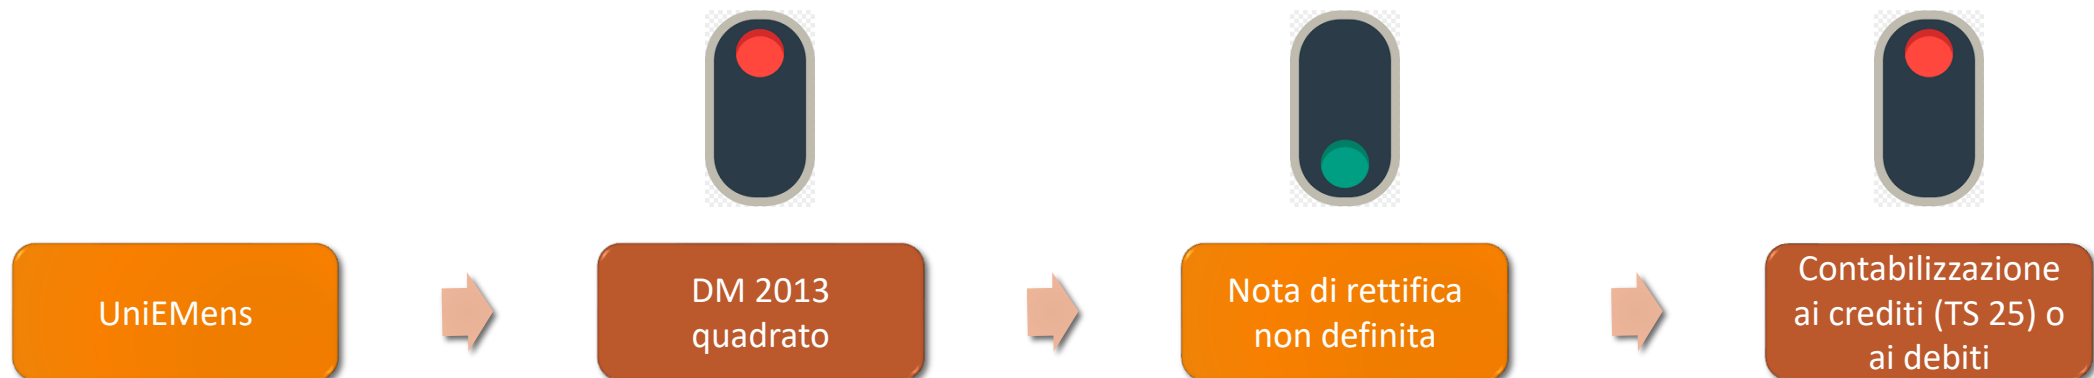 UniEMens
DM 2013
quadrato
Nota di rettifica
non definita
Contabilizzazione
ai crediti (TS 25) o
ai debiti